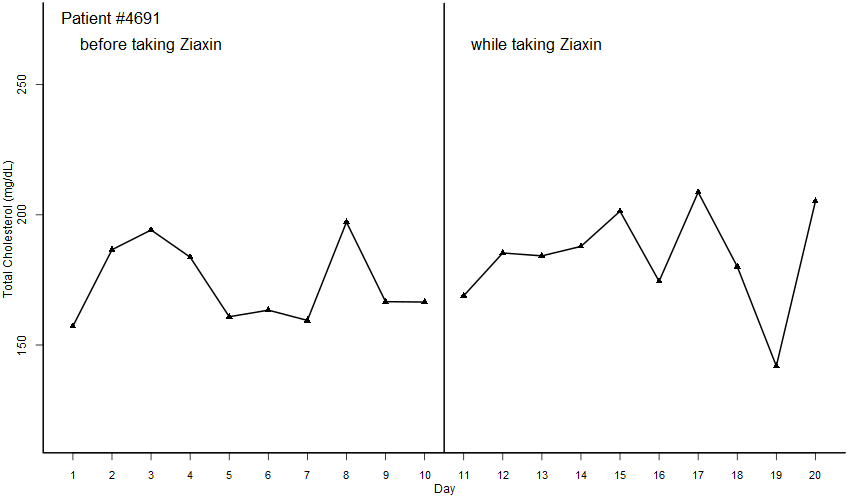 Patient #4691
before taking Ziaxin
while taking Ziaxin
Total Cholesterol (mg/dL)
250
200
150
1 2 3 4 5 6 7 8 9 10 11 12 13 14 15 16 17 18 19 20
Day